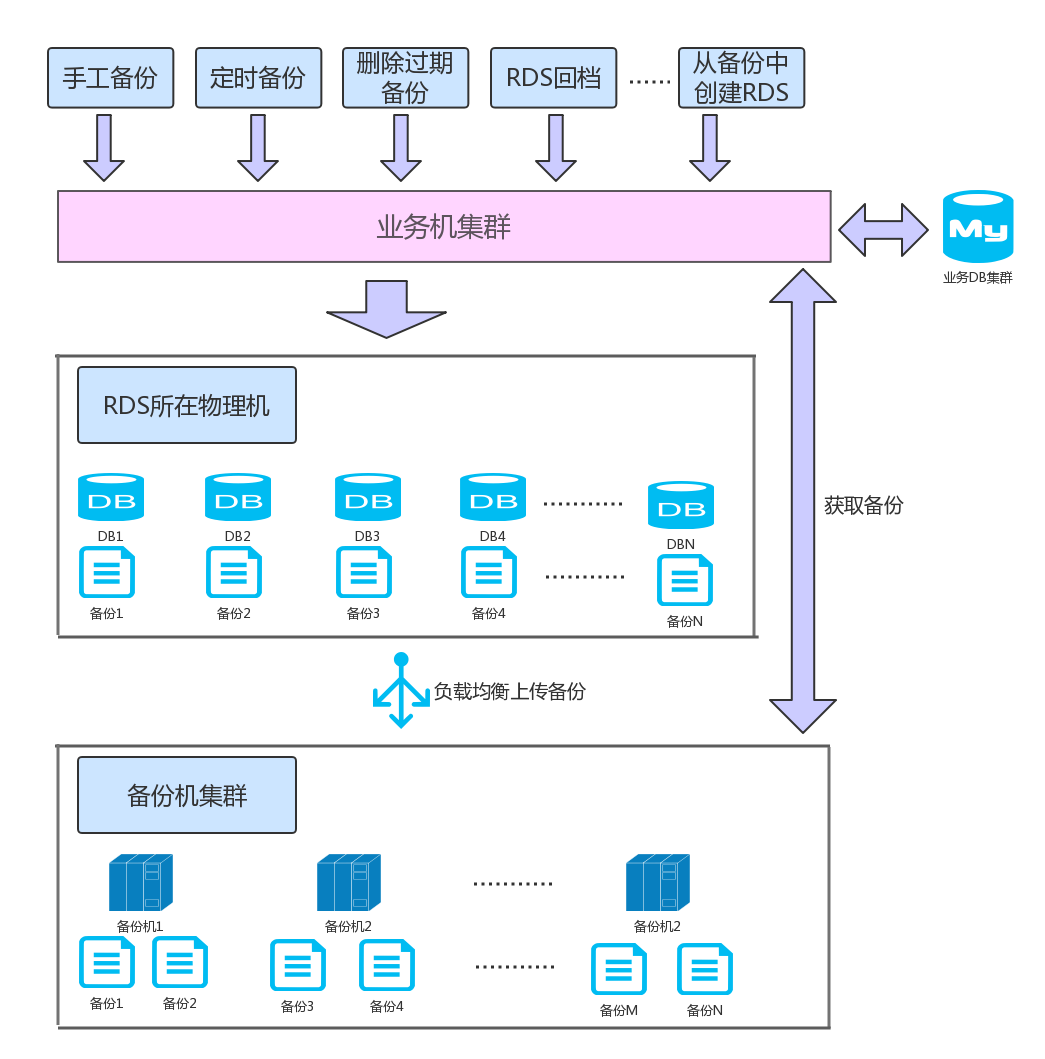 手工备份
定时备份
删除过期
备份
RDS回档
从备份中
创建RDS
业务机集群
My
业务DB集群
RDS所在物理机
DB
DB
DB
DB
DB
DB1
DB2
DB3
DB4
DBN
备份1
备份2
备份3
备份4
备份N
获取备份
负载均衡上传备份
备份机集群
备份机1
备份机2
备份机2
备份1
备份2
备份3
备份4
备份M
备份N